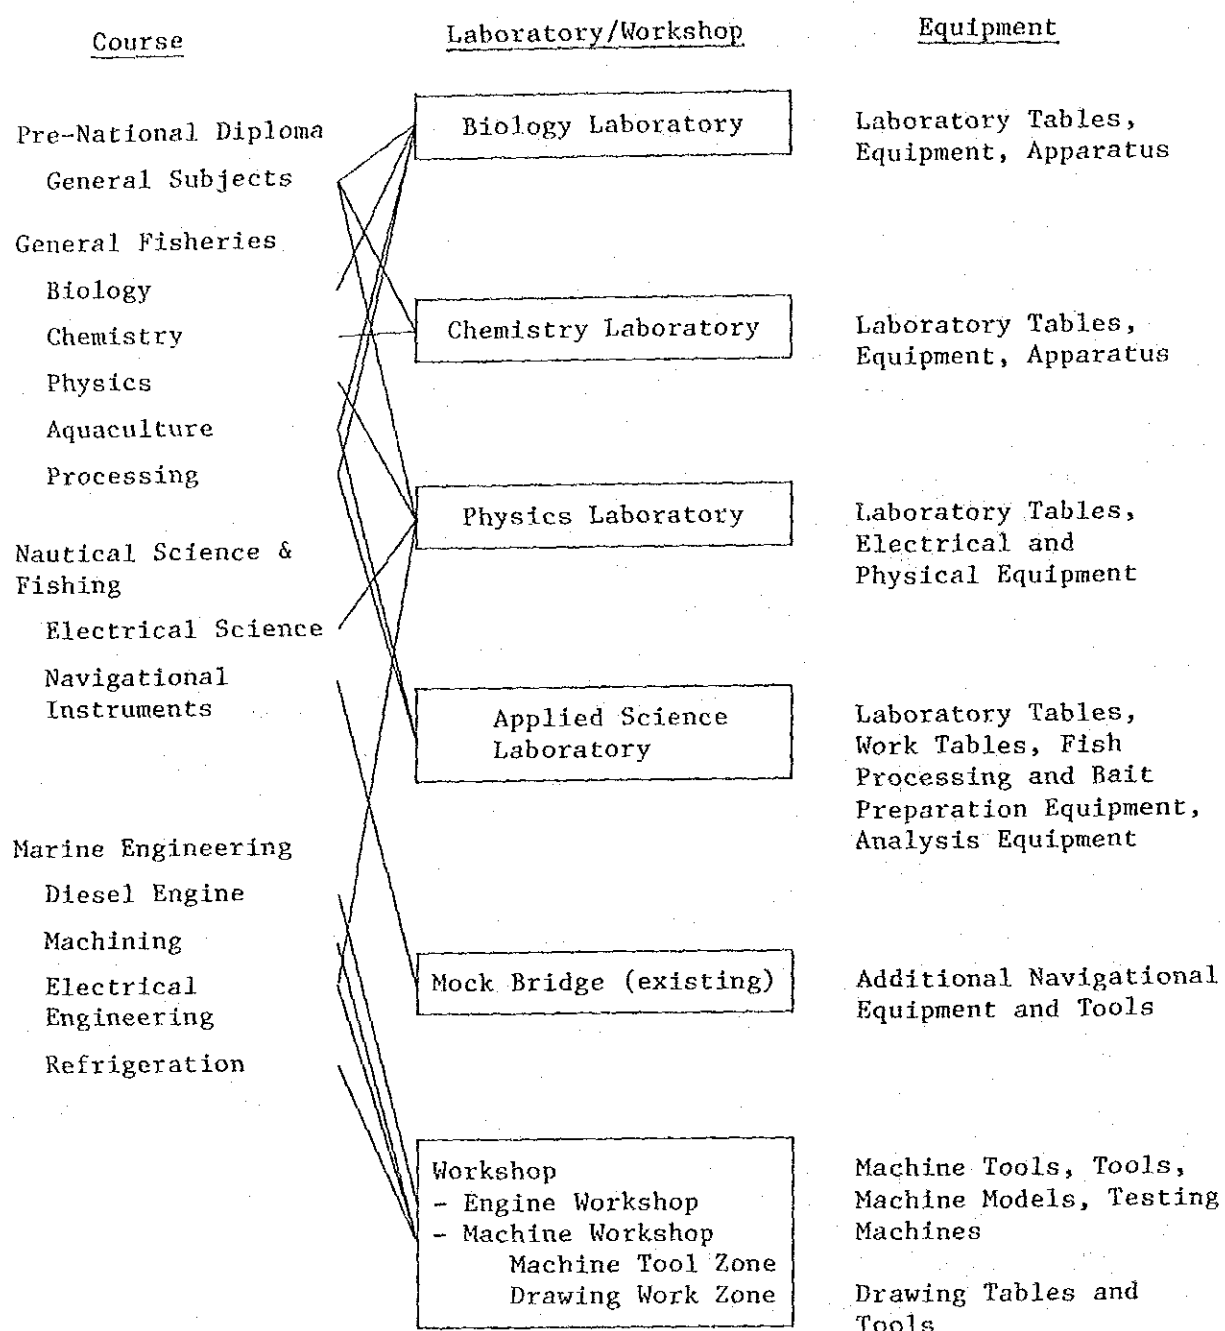 Course
Laboratory/Workshop
Equipment
Pre-National Diploma
General Subjects
General Fisheries
Biology
Chemistry
Physics
Aquaculture
Processing
Nautical Science &
Fishing
Electrical Science
Navigational
Instruments
Marine Engineering
Diesel Engine
Machining
Electrical
Engineering
Refrigeration
Biology Laboratory
Chemistry Laboratory
Physics Laboratory
Applied Science
Laboratory
Mock Bridge (existing)
Workshop
- Engine Workshop
- Machine Workshop
Machine Tool Zone
Drawing Work Zone
Laboratory Tables,
Equipment, Apparatus
Laboratory Tables,
Equipment, Apparatus
Laboratory Tables,
Electrical and
Physical Equipment
Laboratory Tables,
Work Tables, Fish
Processing and Bait
Preparation Equipment,
Analysis Equipment
Additional Navigational
Equipment and Tools
Machine Tools, Tools,
Machine Models, Testing
Machines
Drawing Tables and
Tools